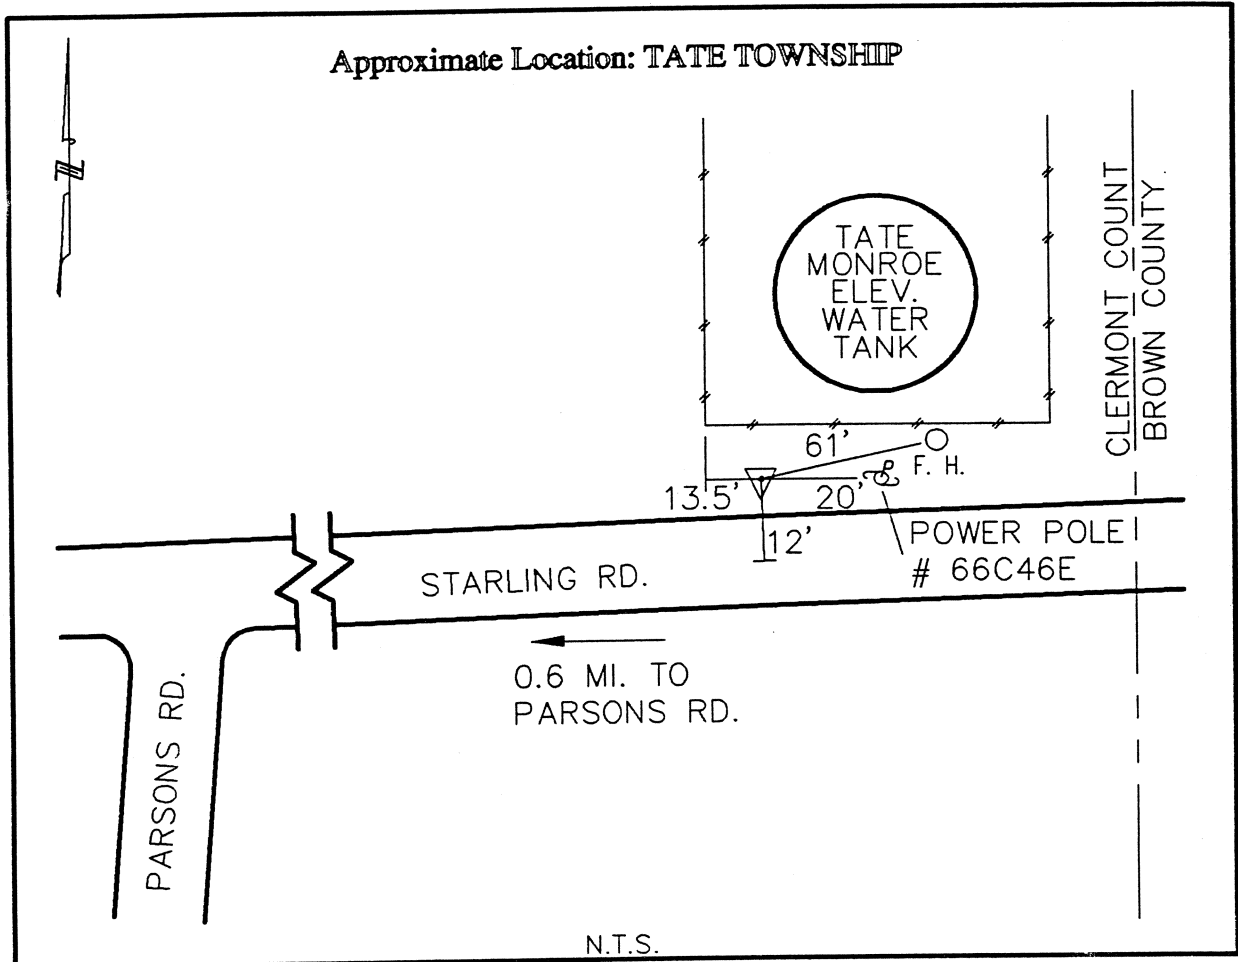 Approximate Location: TATE TOWNSHIP
N
TATE
MONROE
ELEV.
WATER
TANK
CLERMONT COUNT
BROWN COUNTY.
61'
F. H.
13.5'
20'
12'
POWER POLE
# 66C46E
STARLING RD.
0.6 MI. TO
PARSONS RD.
PARSONS RD.
N.T.S.